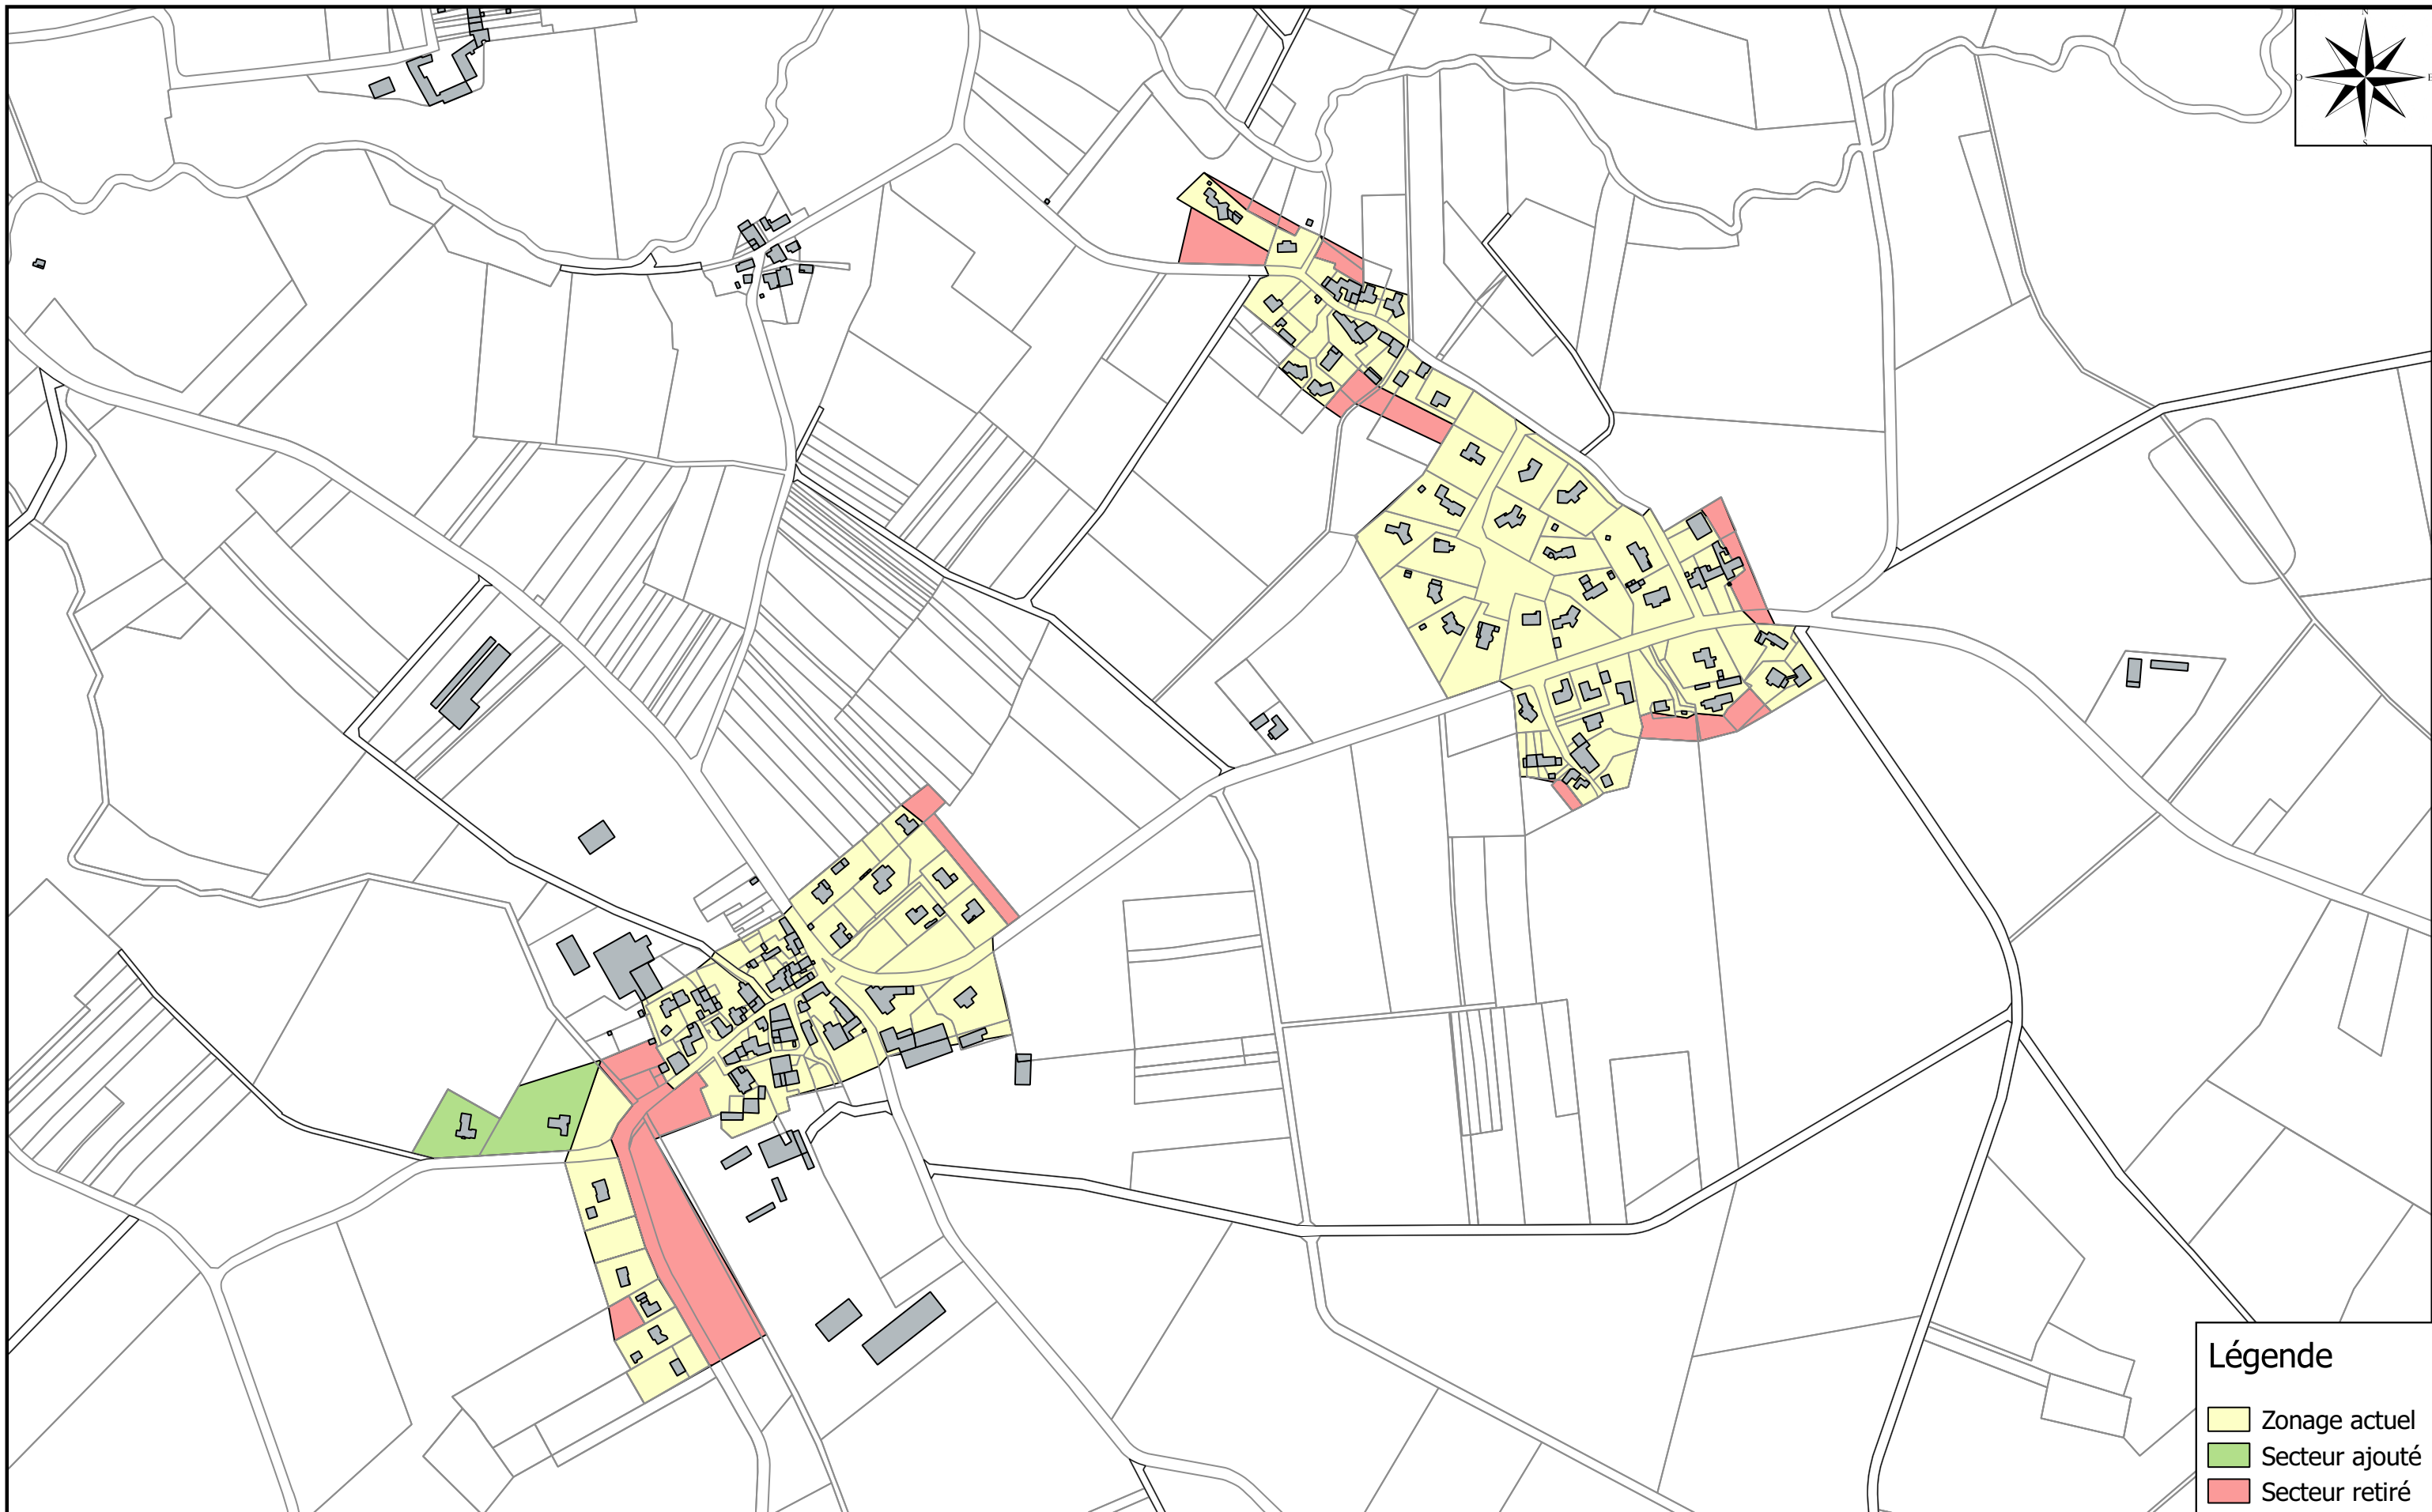 N
O
E
S
Légende
Zonage actuel
Secteur ajouté
Secteur retiré